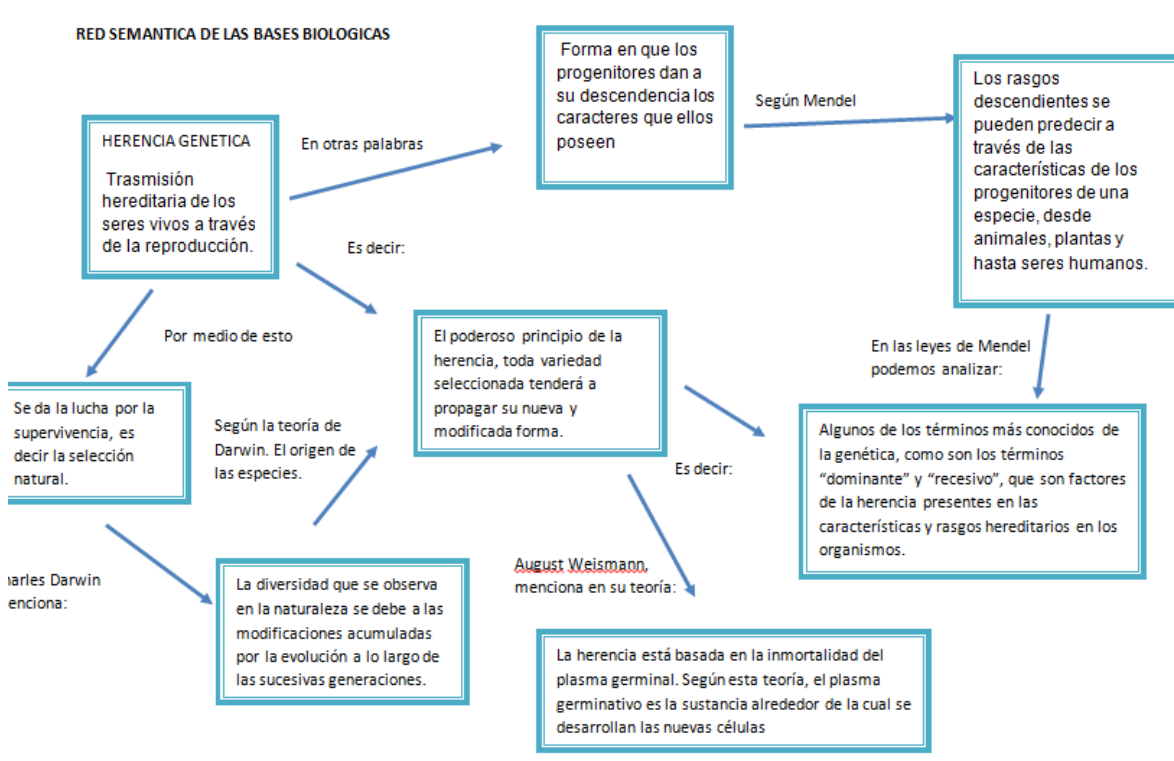 RED SEMANTICA DE LAS BASES BIOLOGICAS
HERENCIA GENETICA
Trasmisión
hereditaria de los
seres vivos a través
de la reproducción.
En otras palabras
Forma en que los
progenitores dan a
su descendencia los
caracteres que ellos
poseen
Según Mendel
Los rasgos
descendientes se
pueden predecir a
través de las
características de los
progenitores de una
especie, desde
animales, plantas y
hasta seres humanos.
Es decir:
Por medio de esto
El poderoso principio de la
herencia, toda variedad
seleccionada tenderá a
propagar su nueva y
modificada forma.
En las leyes de Mendel
podemos analizar:
Se da la lucha por la
supervivencia, es
decir la selección
natural.
Según la teoría de
Darwin. El origen de
las especies.
Es decir:
Algunos de los términos más conocidos de
la genética, como son los términos
“dominante” y “recesivo”, que son factores
de la herencia presentes en las
características y rasgos hereditarios en los
organismos.
harles Darwin
enciona:
La diversidad que se observa
en la naturaleza se debe a las
modificaciones acumuladas
por la evolución a lo largo de
las sucesivas generaciones.
August Weismann,
menciona en su teoría:
La herencia está basada en la inmortalidad del
plasma germinal. Según esta teoría, el plasma
germinativo es la sustancia alrededor de la cual se
desarrollan las nuevas células